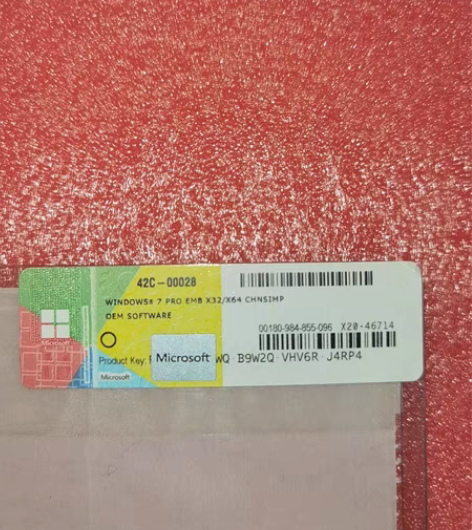 42C-00028
WINDOWS® 7 PRO EMB X32/X64 CHNSIMP
OEM SOFTWARE
00180-984-855-096 X20-46714
Product Key: Microsoft WQ B9W2Q VHV6R J4RP4
Microsoft